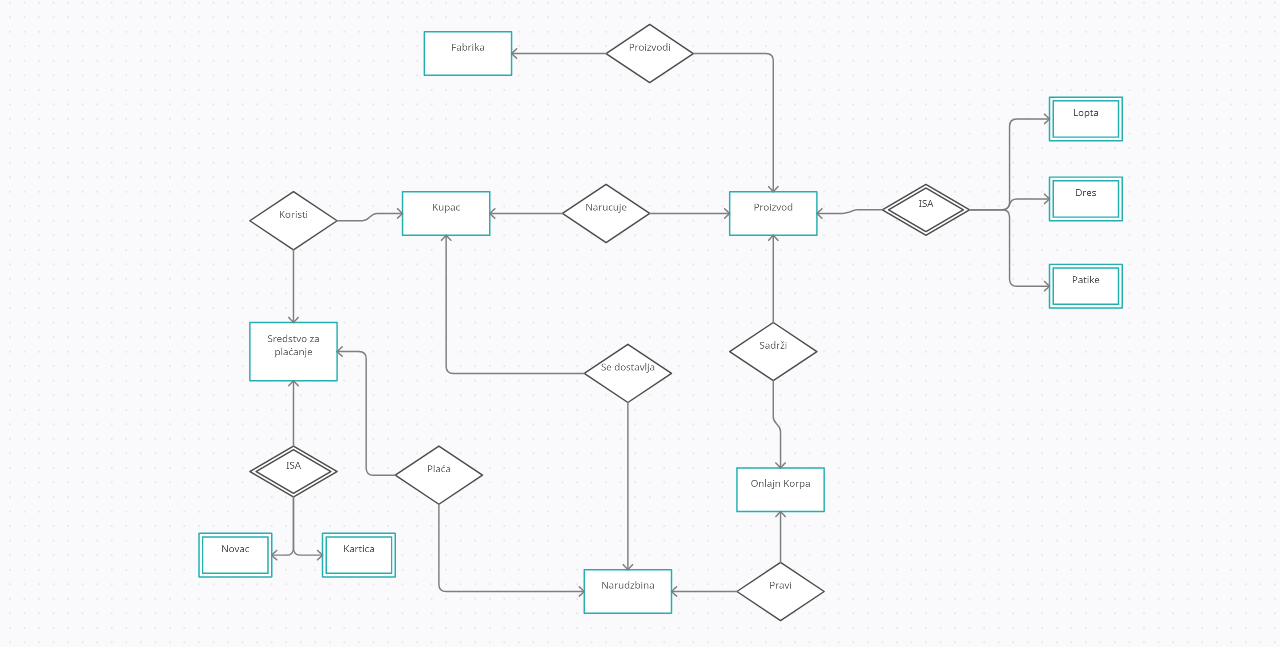 Fabrika
Proizvodi
Lopta
Koristi
Kupac
Narucuje
Proizvod
ISA
Dres
Patike
Sredstvo za
plaćanje
Se dostavlja
Sadrži
ISA
Plaća
Onlajn Korpa
Novac
Kartica
Narudzbina
Pravi